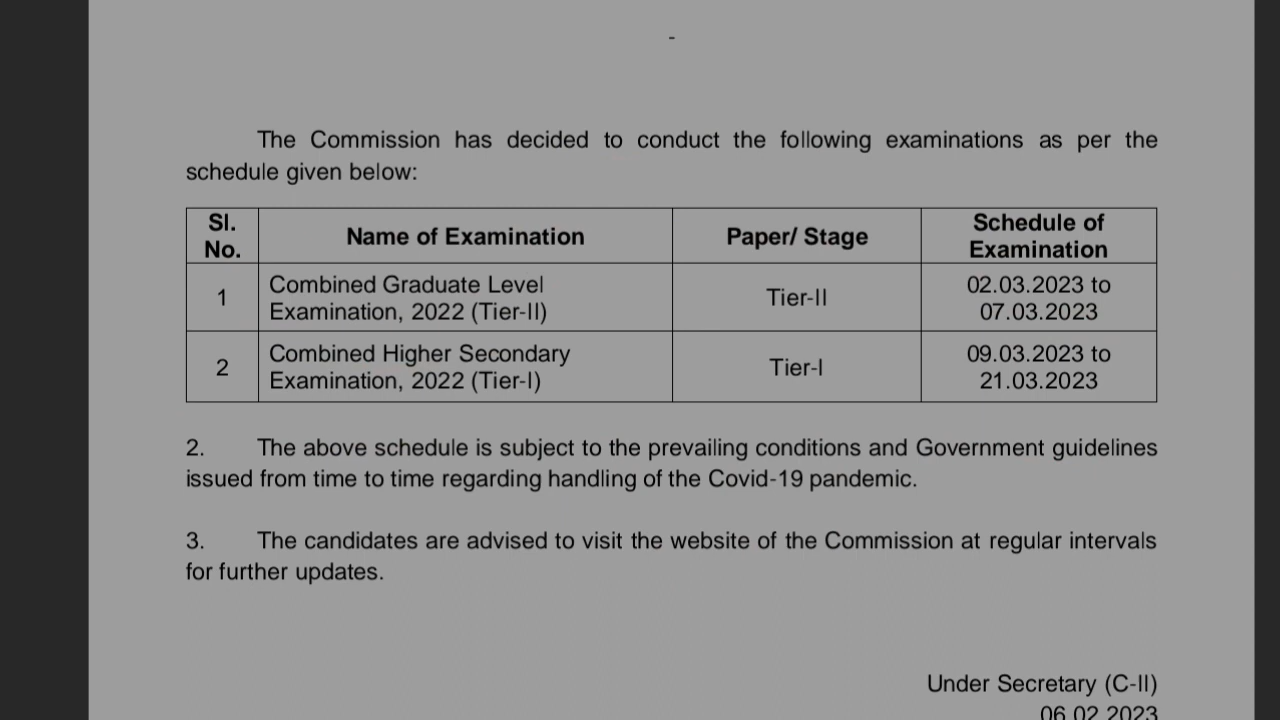 -
The Commission has decided to conduct the following examinations as per the
schedule given below:
Sl. No. Name of Examination Paper/ Stage Schedule of Examination
1 Combined Graduate Level Examination, 2022 (Tier-II) Tier-II 02.03.2023 to 07.03.2023
2 Combined Higher Secondary Examination, 2022 (Tier-I) Tier-I 09.03.2023 to 21.03.2023
2. The above schedule is subject to the prevailing conditions and Government guidelines
issued from time to time regarding handling of the Covid-19 pandemic.
3. The candidates are advised to visit the website of the Commission at regular intervals
for further updates.
Under Secretary (C-II)
06.02.2023